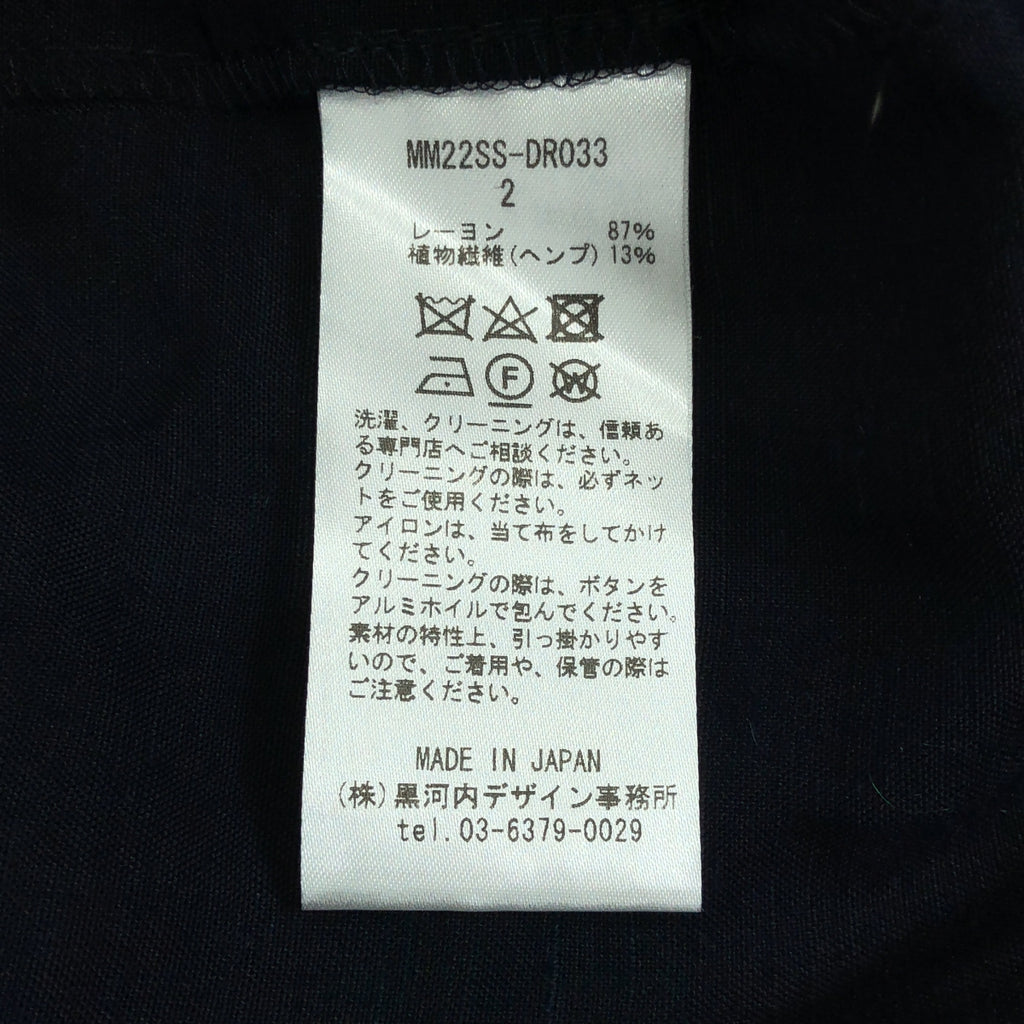 MM22SS-DR033
2
レーヨン 87%
植物繊維(ヘンプ) 13%
F
W
洗濯、クリーニングは、信頼あ
る専門店へご相談ください。
クリーニングの際は、必ずネッ
トをご使用ください。
アイロンは、当て布をしてかけ
てください。
クリーニングの際は、ボタンを
アルミホイルで包んでください。
素材の特性上、引っ掛かりやす
いので、ご着用や、保管の際は
ご注意ください。
MADE IN JAPAN
(株)黒河内デザイン事務所
tel.03-6379-0029